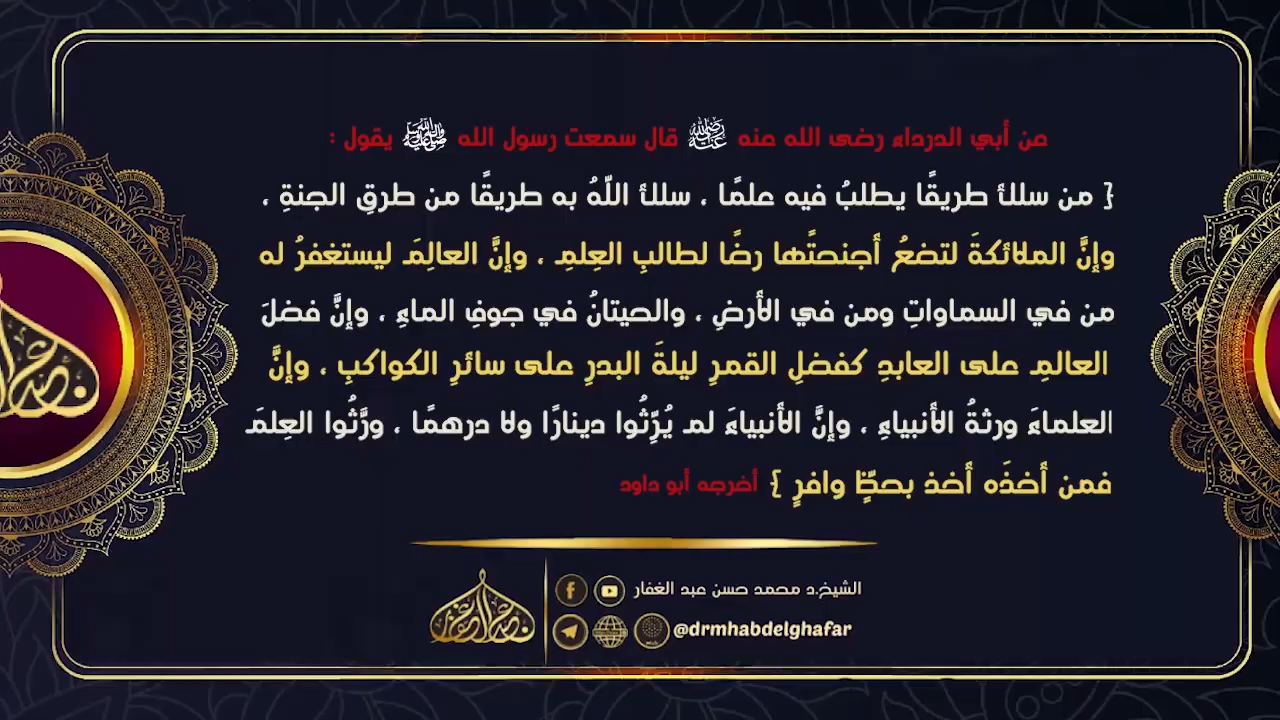 عن أبي الدرداء رضى الله عنه رضي الله عنه قال سمعت رسول الله ﷺ يقول :
{ من سلك طريقًا يطلبُ فيه علمًا ، سلك اللّهُ به طريقًا من طرقِ الجنةِ ،
وإنَّ الملائكةَ لتضعُ أجنحتَها رضًا لطالبِ العِلمِ ، وإنَّ العالِمَ ليستغفرُ له
من في السماواتِ ومن في الأرضِ ، والحيتانُ في جوفِ الماءِ ، وإنَّ فضلَ
العالمِ على العابدِ كفضلِ القمرِ ليلةَ البدرِ على سائرِ الكواكبِ ، وإنَّ
العلماءَ ورثةُ الأنبياءِ ، وإنَّ الأنبياءَ لم يُرِّثُوا دينارًا ولا درهمًا ، ورَّثُوا العِلمَ
فمن أخذَه أخذ بحظٍّ وافرٍ } أخرجه أبو داود
الشيخ.د محمد حسن عبد الغفار
@drmhabdelghafar